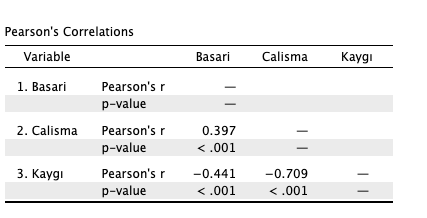 Pearson's Correlations
Variable Basari Calisma Kaygı
1. Basari Pearson's r —
p-value —
2. Calisma Pearson's r 0.397 —
p-value < .001 —
3. Kaygı Pearson's r −0.441 −0.709 —
p-value < .001 < .001 —